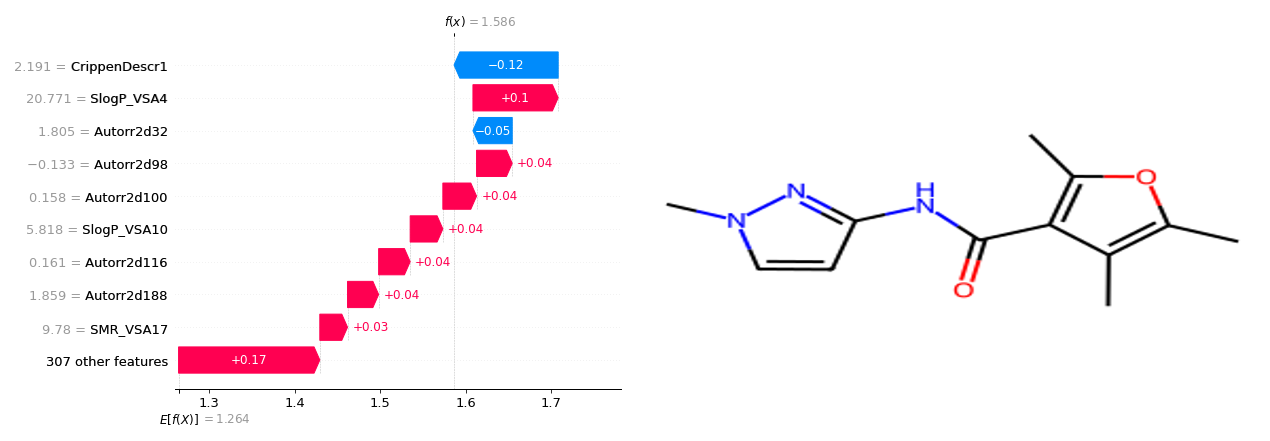 f(x) = 1.586
2.191 = CrippenDescr1 −0.12
20.771 = SlogP_VSA4 +0.1
1.805 = Autorr2d32 −0.05
−0.133 = Autorr2d98 +0.04
0.158 = Autorr2d100 +0.04
5.818 = SlogP_VSA10 +0.04
0.161 = Autorr2d116 +0.04
1.859 = Autorr2d188 +0.04
9.78 = SMR_VSA17 +0.03
307 other features +0.17
1.3 1.4 1.5 1.6 1.7
E[f(X)] = 1.264
H
N
N
N
O
O